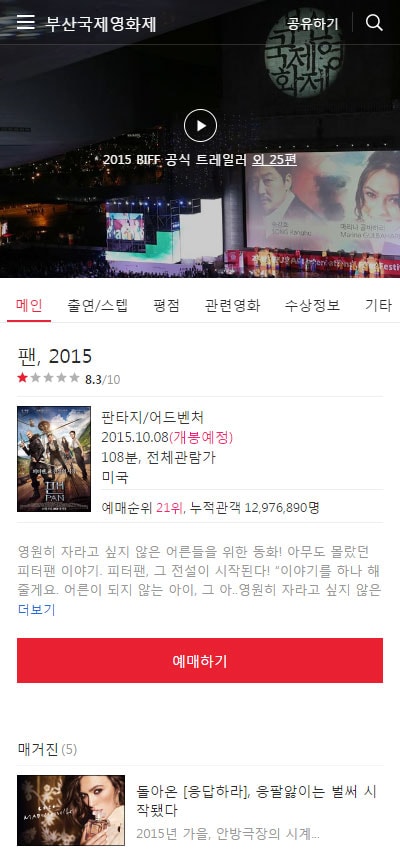 부산국제영화제
공유하기
국제영
화제
2015 BIFF 공식 트레일러 외 25편
메인
출연/스텝
평점
관련영화
수상정보
기타
팬, 2015
8.3/10
판타지/어드벤처
2015.10.08(개봉예정)
108분, 전체관람가
미국
PAN
예매순위 21위, 누적관객 12,976,890명
영원히 자라고 싶지 않은 어른들을 위한 동화! 아무도 몰랐던
피터팬 이야기. 피터팬, 그 전설이 시작된다! “이야기를 하나 해
줄게요. 어른이 되지 않는 아이, 그 아..영원히 자라고 싶지 않은
더보기
예매하기
매거진(5)
돌아온 [응답하라], 응팔앓이는 벌써 시
작됐다
2015년 가을, 안방극장의 시계...